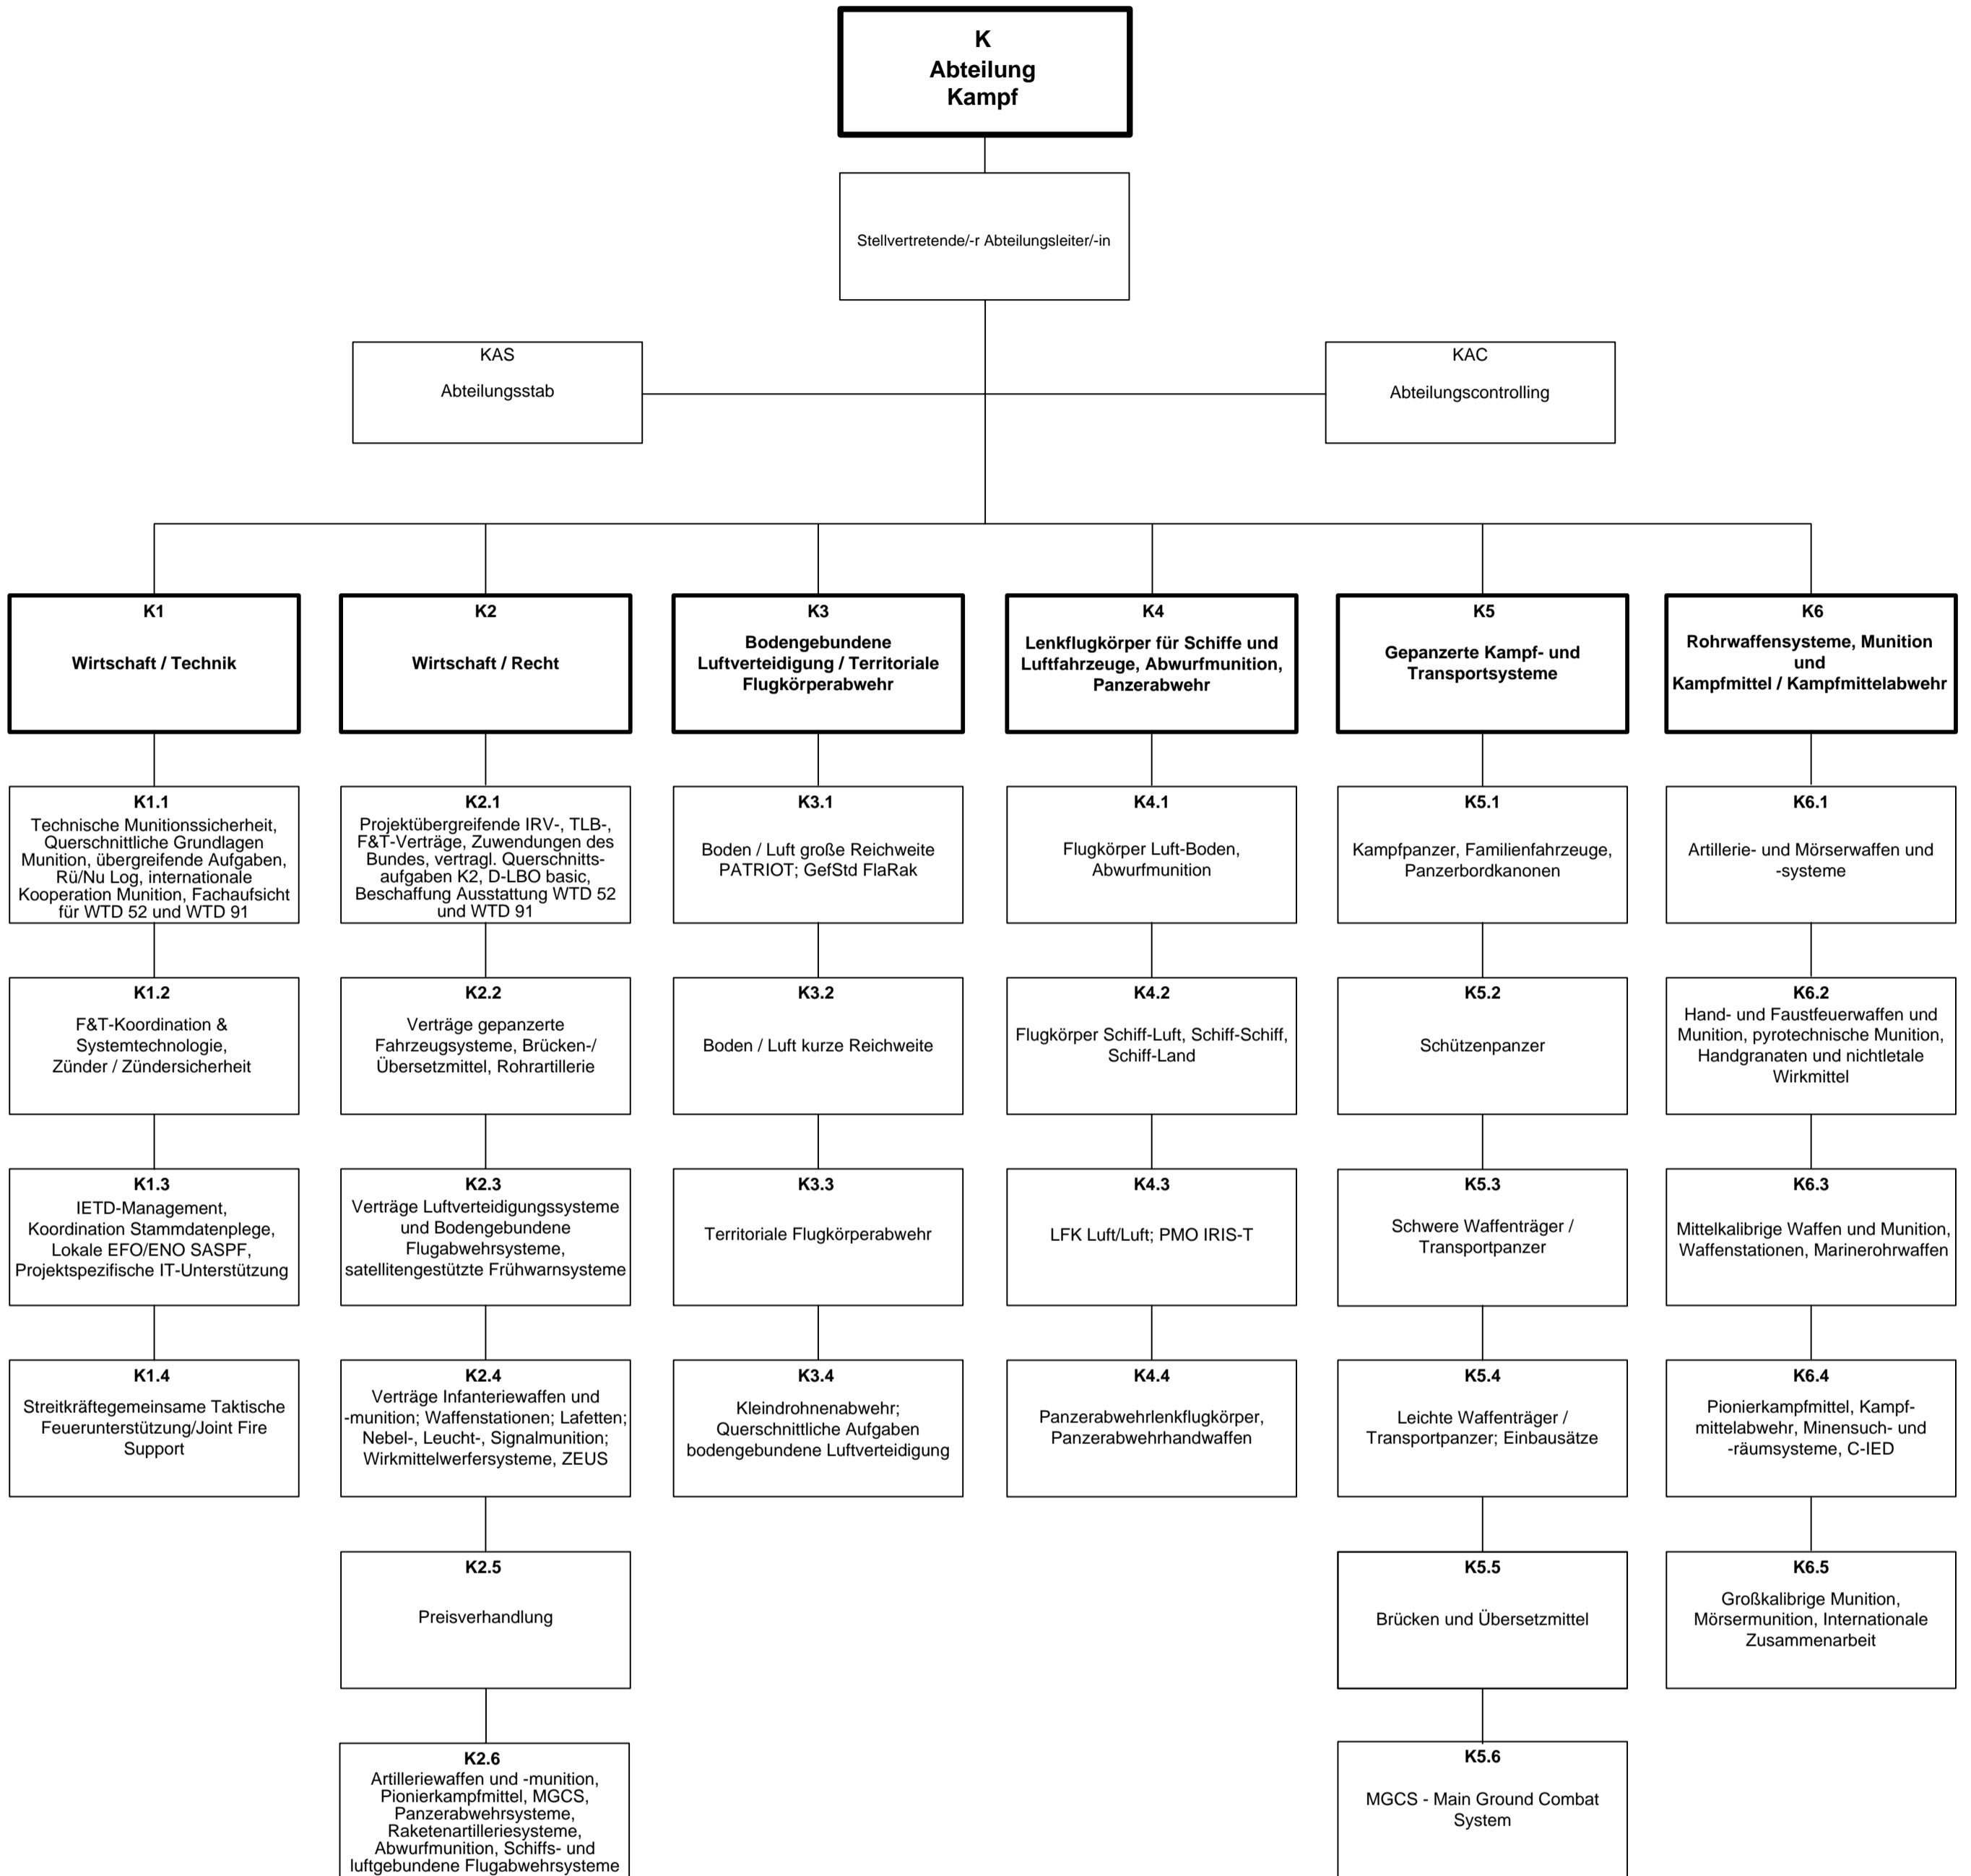 K
Abteilung
Kampf
Stellvertretende/-r Abteilungsleiter/-in
KAS
Abteilungsstab
KAC
Abteilungscontrolling
K1
Wirtschaft / Technik
K2
Wirtschaft / Recht
K3
Bodengebundene
Luftverteidigung / Territoriale
Flugkörperabwehr
K4
Lenkflugkörper für Schiffe und
Luftfahrzeuge, Abwurfmunition,
Panzerabwehr
K5
Gepanzerte Kampf- und
Transportsysteme
K6
Rohrwaffensysteme, Munition
und
Kampfmittel / Kampfmittelabwehr
K1.1
Technische Munitionssicherheit,
Querschnittliche Grundlagen
Munition, übergreifende Aufgaben,
Rü/Nu Log, internationale
Kooperation Munition, Fachaufsicht
für WTD 52 und WTD 91
K2.1
Projektübergreifende IRV-, TLB-,
F&T-Verträge, Zuwendungen des
Bundes, vertragl. Querschnitts-
aufgaben K2, D-LBO basic,
Beschaffung Ausstattung WTD 52
und WTD 91
K3.1
Boden / Luft große Reichweite
PATRIOT; GefStd FlaRak
K4.1
Flugkörper Luft-Boden,
Abwurfmunition
K5.1
Kampfpanzer, Familienfahrzeuge,
Panzerbordkanonen
K6.1
Artillerie- und Mörserwaffen und
-systeme
K1.2
F&T-Koordination &
Systemtechnologie,
Zünder / Zündersicherheit
K2.2
Verträge gepanzerte
Fahrzeugsysteme, Brücken-/
Übersetzmittel, Rohrartillerie
K3.2
Boden / Luft kurze Reichweite
K4.2
Flugkörper Schiff-Luft, Schiff-Schiff,
Schiff-Land
K5.2
Schützenpanzer
K6.2
Hand- und Faustfeuerwaffen und
Munition, pyrotechnische Munition,
Handgranaten und nichtletale
Wirkmittel
K1.3
IETD-Management,
Koordination Stammdatenplege,
Lokale EFO/ENO SASPF,
Projektspezifische IT-Unterstützung
K2.3
Verträge Luftverteidigungssysteme
und Bodengebundene
Flugabwehrsysteme,
satellitengestützte Frühwarnsysteme
K3.3
Territoriale Flugkörperabwehr
K4.3
LFK Luft/Luft; PMO IRIS-T
K5.3
Schwere Waffenträger /
Transportpanzer
K6.3
Mittelkalibrige Waffen und Munition,
Waffenstationen, Marinerohrwaffen
K1.4
Streitkräftegemeinsame Taktische
Feuerunterstützung/Joint Fire
Support
K2.4
Verträge Infanteriewaffen und
-munition; Waffenstationen; Lafetten;
Nebel-, Leucht-, Signalmunition;
Wirkmittelwerfersysteme, ZEUS
K3.4
Kleindrohnenabwehr;
Querschnittliche Aufgaben
bodengebundene Luftverteidigung
K4.4
Panzerabwehrlenkflugkörper,
Panzerabwehrhandwaffen
K5.4
Leichte Waffenträger /
Transportpanzer; Einbausätze
K6.4
Pionierkampfmittel, Kampf-
mittelabwehr, Minensuch- und
-räumsysteme, C-IED
K2.5
Preisverhandlung
K5.5
Brücken und Übersetzmittel
K6.5
Großkalibrige Munition,
Mörsermunition, Internationale
Zusammenarbeit
K2.6
Artilleriewaffen und -munition,
Pionierkampfmittel, MGCS,
Panzerabwehrsysteme,
Raketenartilleriesysteme,
Abwurfmunition, Schiffs- und
luftgebundene Flugabwehrsysteme
K5.6
MGCS - Main Ground Combat
System